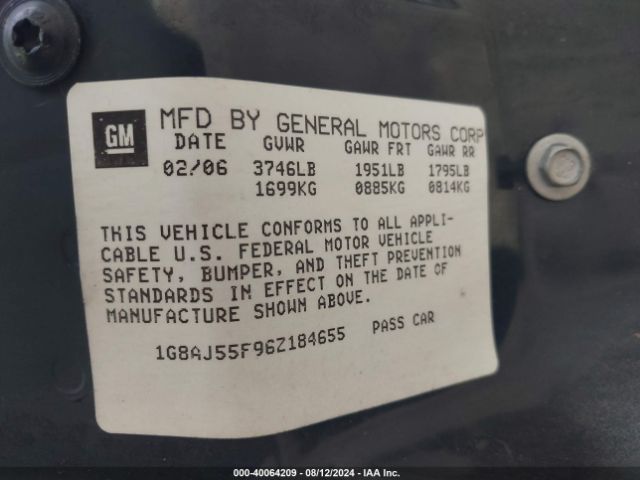 GM
MFD BY GENERAL MOTORS CORP
DATE GVWR GAWR FRT GAWR RR
02/06 3746LB 1951LB 1795LB
1699KG 0885KG 0814KG
THIS VEHICLE CONFORMS TO ALL APPLI-
CABLE U.S. FEDERAL MOTOR VEHICLE
SAFETY, BUMPER, AND THEFT PREVENTION
STANDARDS IN EFFECT ON THE DATE OF
MANUFACTURE SHOWN ABOVE.
1G8AJ55F96Z184655 PASS CAR
000-40064209 - 08/12/2024 - IAA Inc.